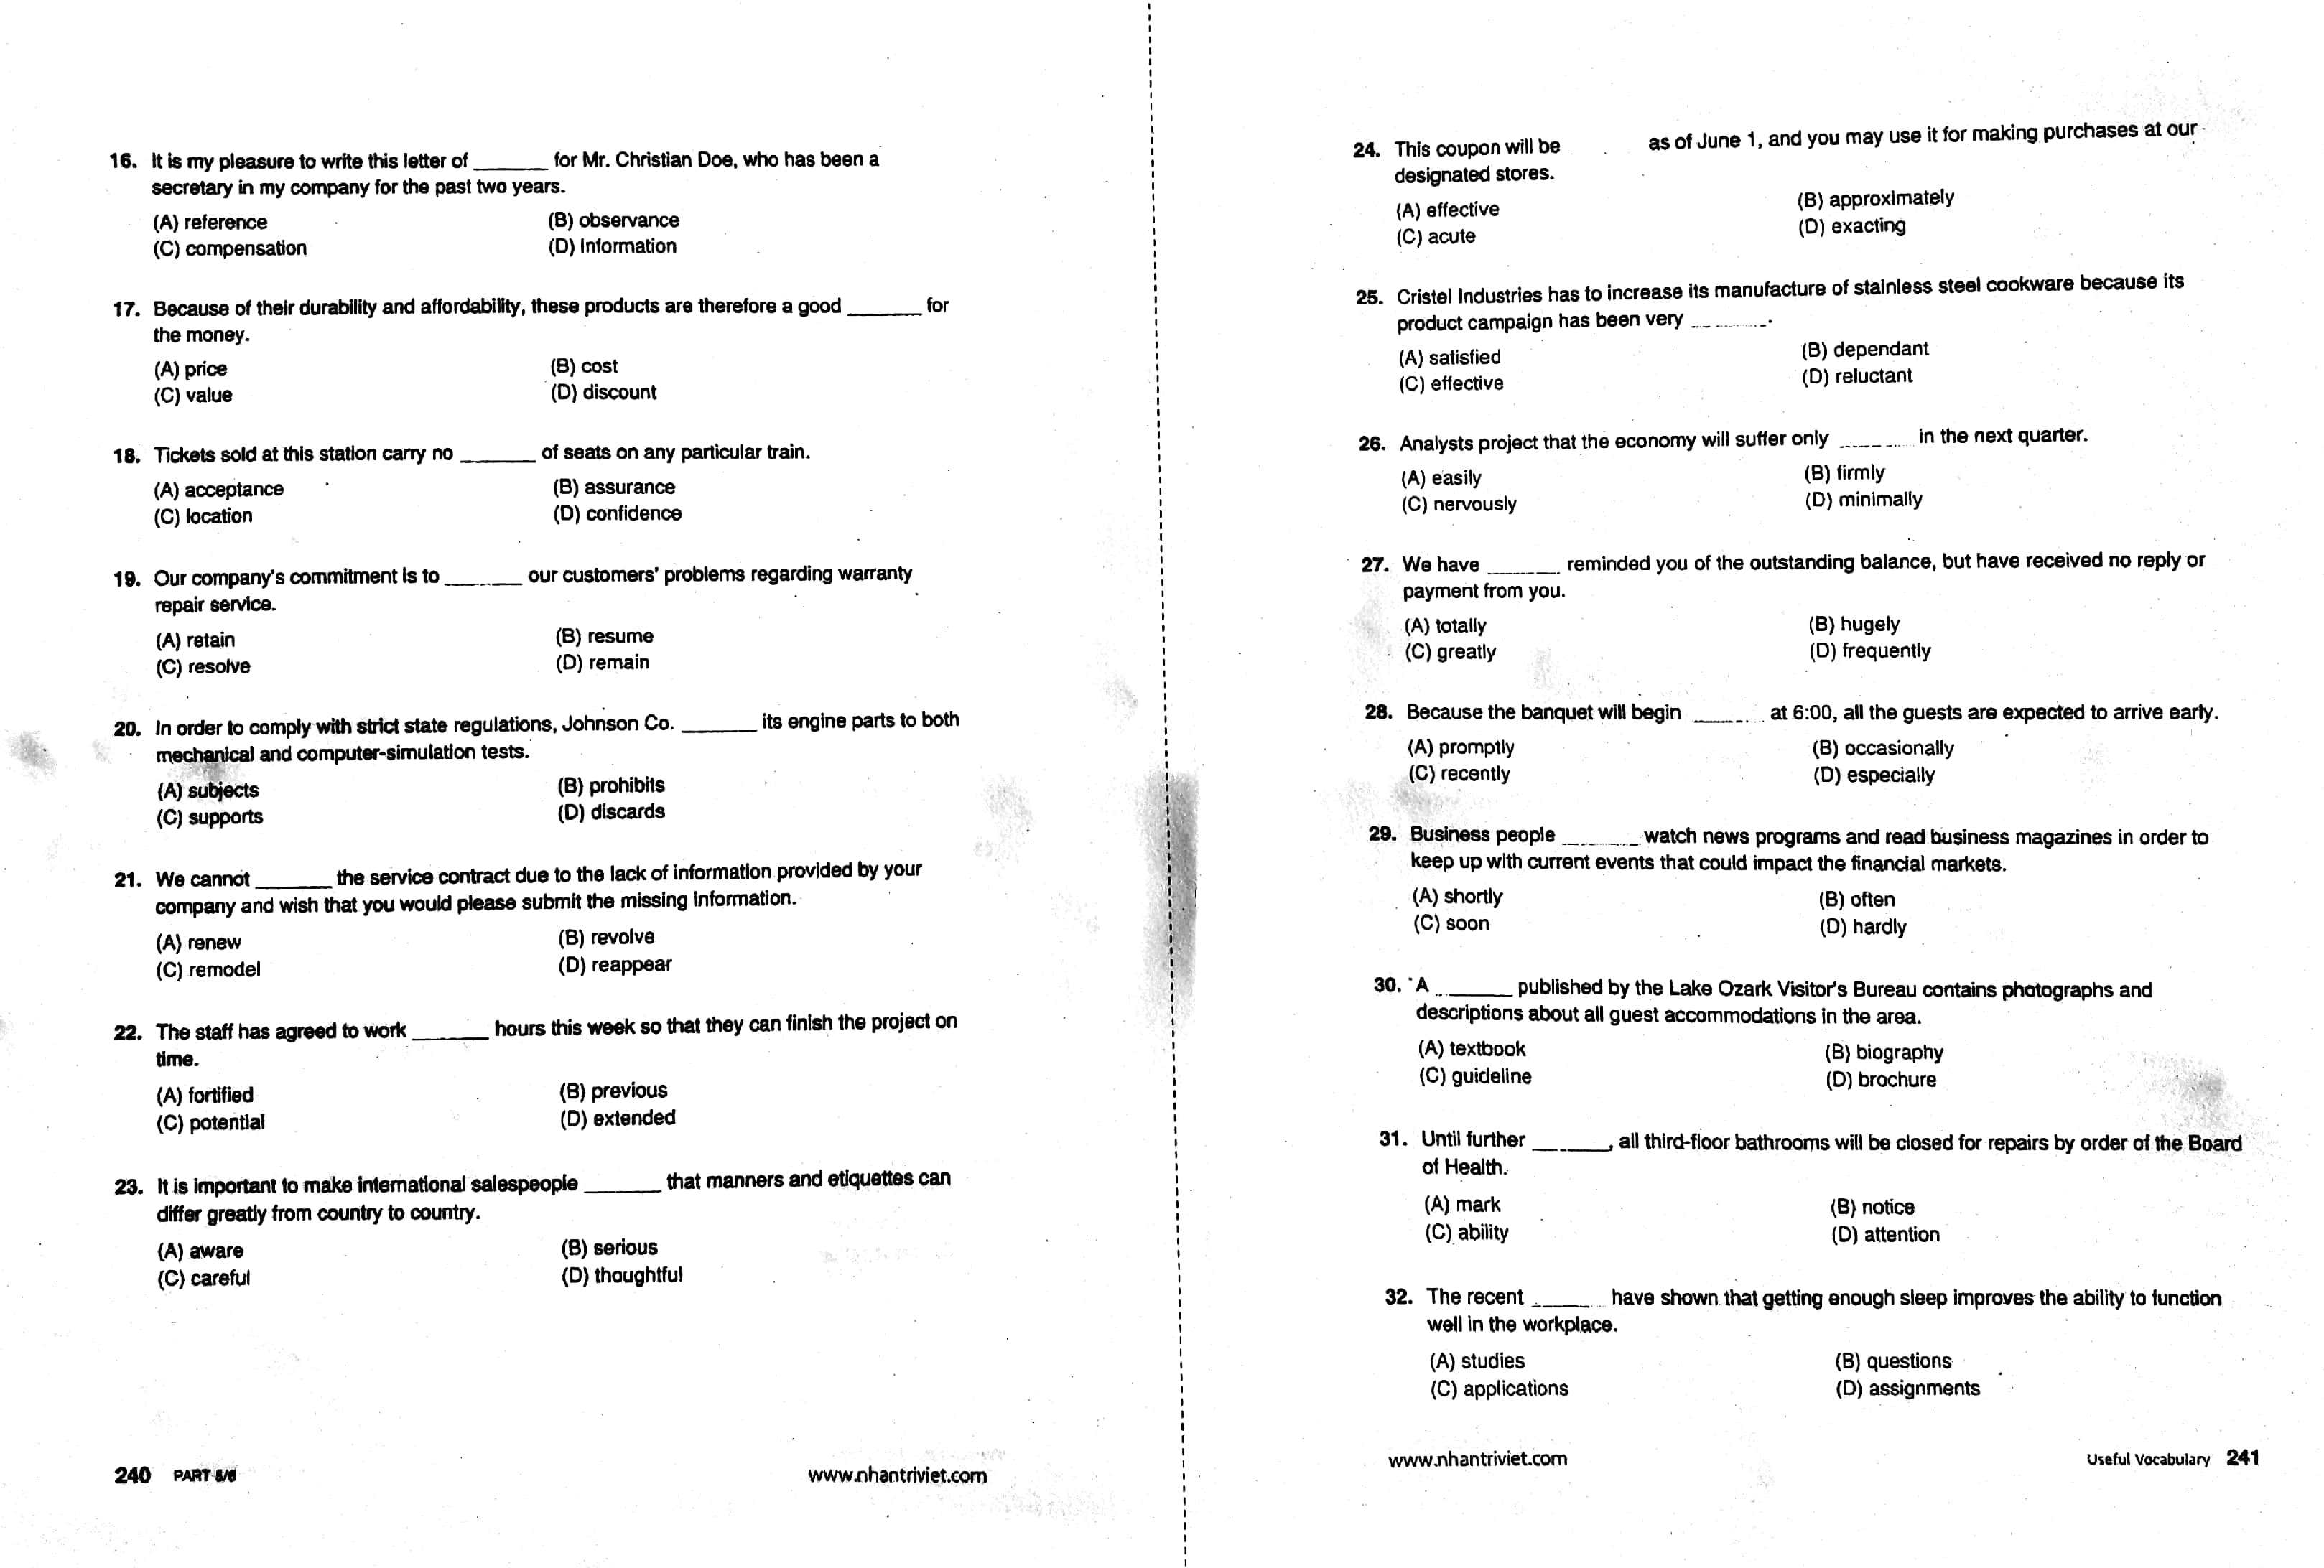 16. It is my pleasure to write this letter of _______ for Mr. Christian Doe, who has been a
secretary in my company for the past two years.
(A) reference (B) observance
(C) compensation (D) information
17. Because of their durability and affordability, these products are therefore a good _______ for
the money.
(A) price (B) cost
(C) value (D) discount
18. Tickets sold at this station carry no _______ of seats on any particular train.
(A) acceptance (B) assurance
(C) location (D) confidence
19. Our company's commitment is to _______ our customers' problems regarding warranty
repair service.
(A) retain (B) resume
(C) resolve (D) remain
20. In order to comply with strict state regulations, Johnson Co. _______ its engine parts to both
mechanical and computer-simulation tests.
(A) subjects (B) prohibits
(C) supports (D) discards
21. We cannot _______ the service contract due to the lack of information provided by your
company and wish that you would please submit the missing information.
(A) renew (B) revolve
(C) remodel (D) reappear
22. The staff has agreed to work _______ hours this week so that they can finish the project on
time.
(A) fortified (B) previous
(C) potential (D) extended
23. It is important to make international salespeople _______ that manners and etiquettes can
differ greatly from country to country.
(A) aware (B) serious
(C) careful (D) thoughtful
240 PART 5/6 www.nhantriviet.com
24. This coupon will be as of June 1, and you may use it for making purchases at our
designated stores.
(A) effective (B) approximately
(C) acute (D) exacting
25. Cristel Industries has to increase its manufacture of stainless steel cookware because its
product campaign has been very _______.
(A) satisfied (B) dependant
(C) effective (D) reluctant
26. Analysts project that the economy will suffer only _______ in the next quarter.
(A) easily (B) firmly
(C) nervously (D) minimally
27. We have _______ reminded you of the outstanding balance, but have received no reply or
payment from you.
(A) totally (B) hugely
(C) greatly (D) frequently
28. Because the banquet will begin _______ at 6:00, all the guests are expected to arrive early.
(A) promptly (B) occasionally
(C) recently (D) especially
29. Business people _______ watch news programs and read business magazines in order to
keep up with current events that could impact the financial markets.
(A) shortly (B) often
(C) soon (D) hardly
30. A _______ published by the Lake Ozark Visitor's Bureau contains photographs and
descriptions about all guest accommodations in the area.
(A) textbook (B) biography
(C) guideline (D) brochure
31. Until further _______, all third-floor bathrooms will be closed for repairs by order of the Board
of Health.
(A) mark (B) notice
(C) ability (D) attention
32. The recent _______ have shown that getting enough sleep improves the ability to function
well in the workplace.
(A) studies (B) questions
(C) applications (D) assignments
www.nhantriviet.com Useful Vocabulary 241